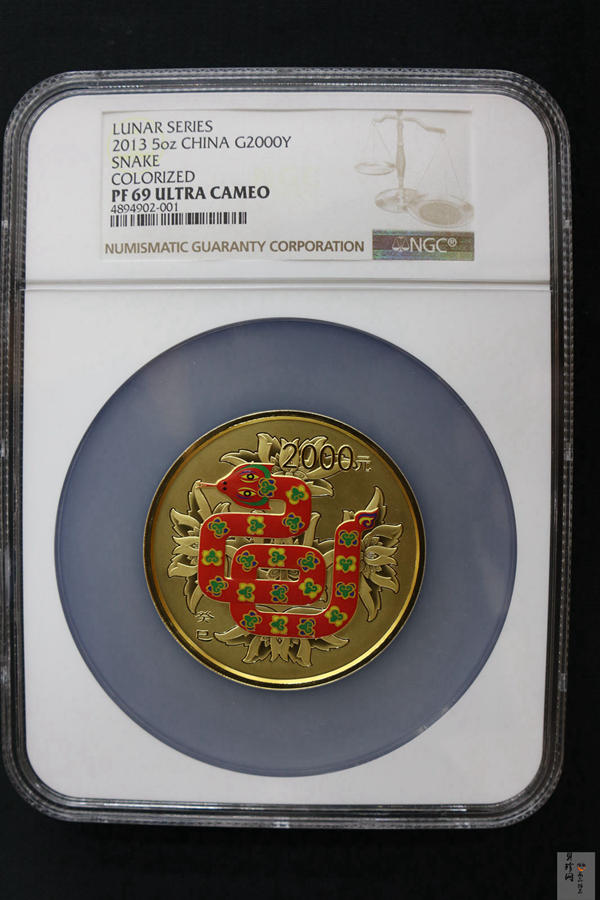 LUNAR SERIES
2013 5oz CHINA G2000Y
SNAKE
COLORIZED
PF 69 ULTRA CAMEO
4894902-001
NUMISMATIC GUARANTY CORPORATION
NGC®
2000元
癸
巳